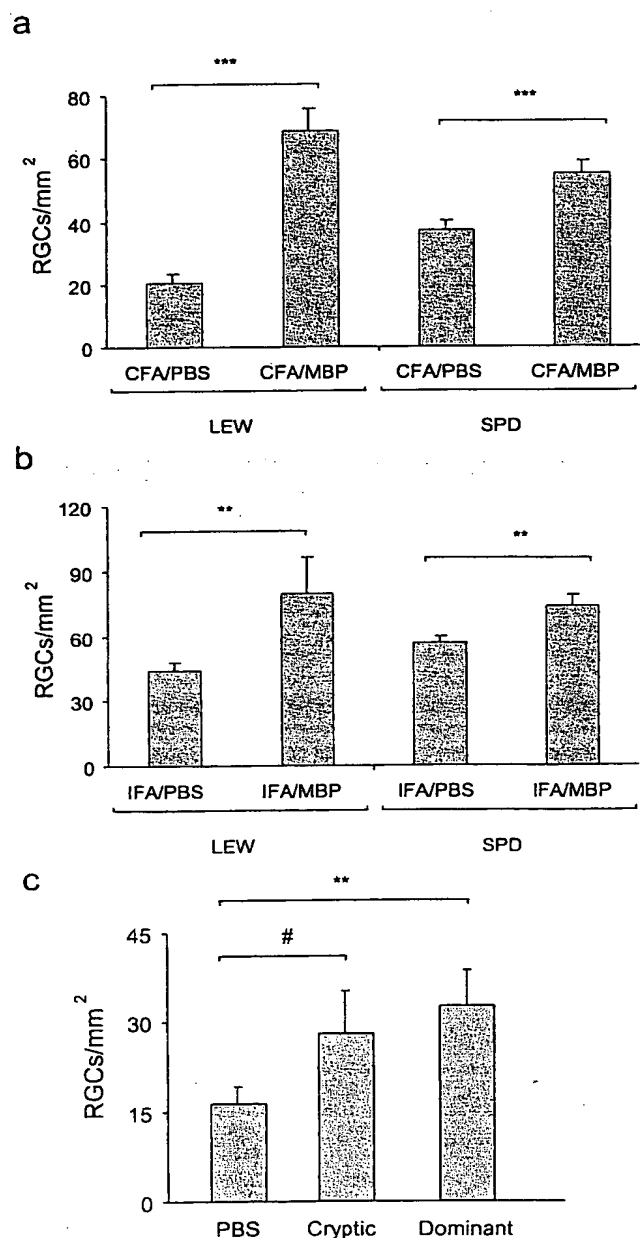 a
*** ***
80
60
40
20
0
RGCs/mm²
CFA/PBS CFA/MBP CFA/PBS CFA/MBP
LEW SPD
b
** **
120
90
60
30
0
RGCs/mm²
IFA/PBS IFA/MBP IFA/PBS IFA/MBP
LEW SPD
c
**
#
45
30
15
0
RGCs/mm²
PBS Cryptic Dominant